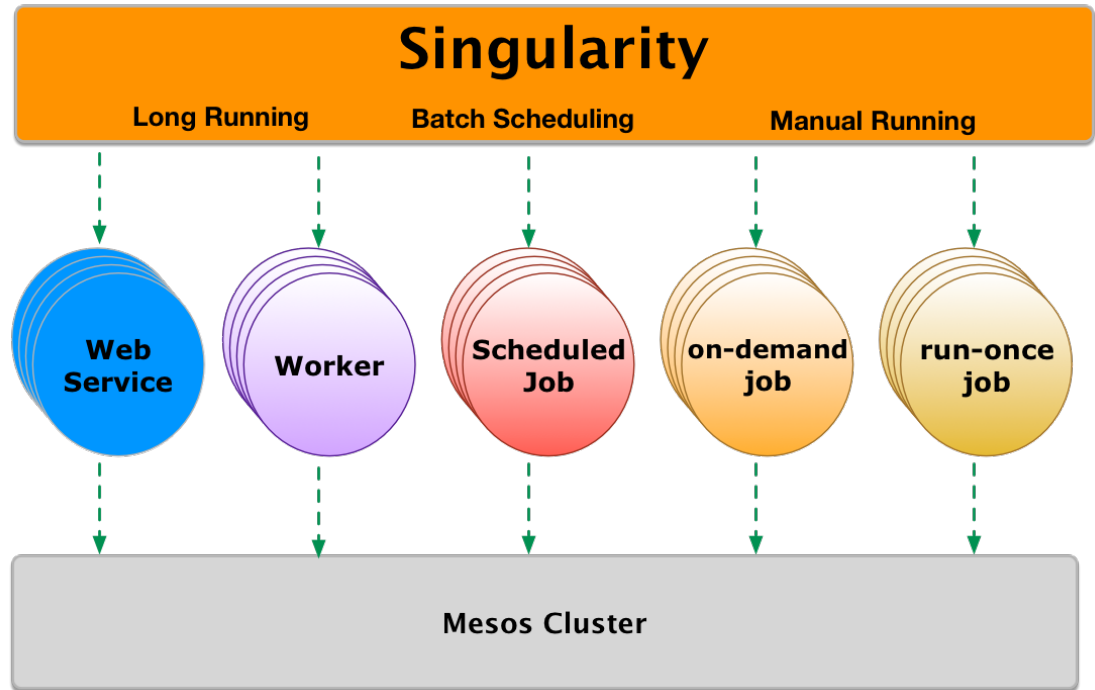 Singularity
Long Running
Batch Scheduling
Manual Running
Web
Service
Worker
Scheduled
Job
on-demand
job
run-once
job
Mesos Cluster